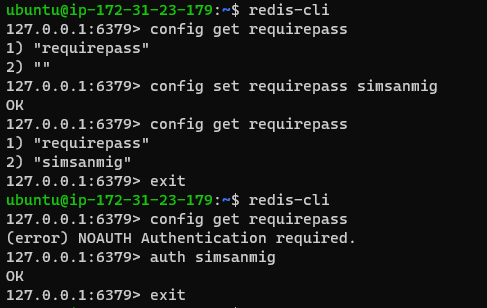 ubuntu@ip-172-31-23-179:~$ redis-cli
127.0.0.1:6379> config get requirepass
1) "requirepass"
2) ""
127.0.0.1:6379> config set requirepass simsanmig
OK
127.0.0.1:6379> config get requirepass
1) "requirepass"
2) "simsanmig"
127.0.0.1:6379> exit
ubuntu@ip-172-31-23-179:~$ redis-cli
127.0.0.1:6379> config get requirepass
(error) NOAUTH Authentication required.
127.0.0.1:6379> auth simsanmig
OK
127.0.0.1:6379> exit